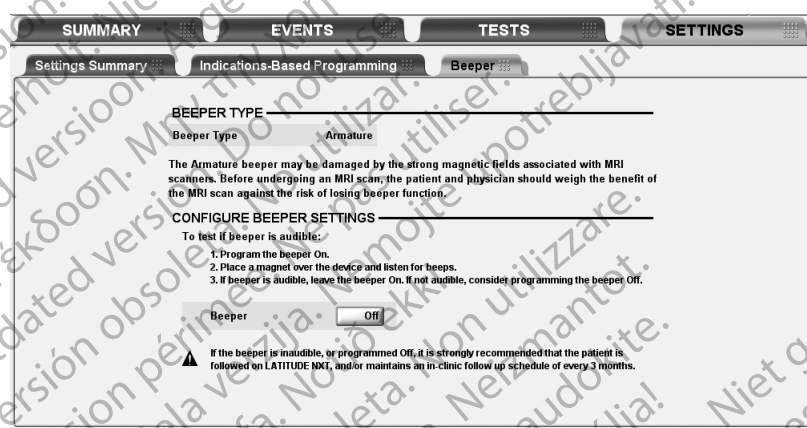 SUMMARY EVENTS TESTS SETTINGS
Settings Summary Indications-Based Programming Beeper
BEEPER TYPE
Beeper Type Armature
The Armature beeper may be damaged by the strong magnetic fields associated with MRI
scanners. Before undergoing an MRI scan, the patient and physician should weigh the benefit of
the MRI scan against the risk of losing beeper function.
CONFIGURE BEEPER SETTINGS
To test if beeper is audible:
1. Program the beeper On.
2. Place a magnet over the device and listen for beeps.
3. If beeper is audible, leave the beeper On. If not audible, consider programming the beeper Off.
Beeper Off
If the beeper is inaudible, or programmed Off, it is strongly recommended that the patient is
followed on LATITUDE NXT, and/or maintains an in-clinic follow up schedule of every 3 months.